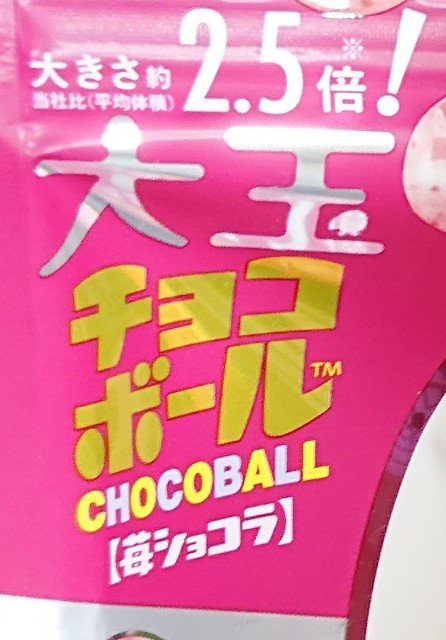 大きさ約2.5倍!
※
当社比(平均体積)
大玉
チョコ
ボール™
CHOCOBALL
【苺ショコラ】